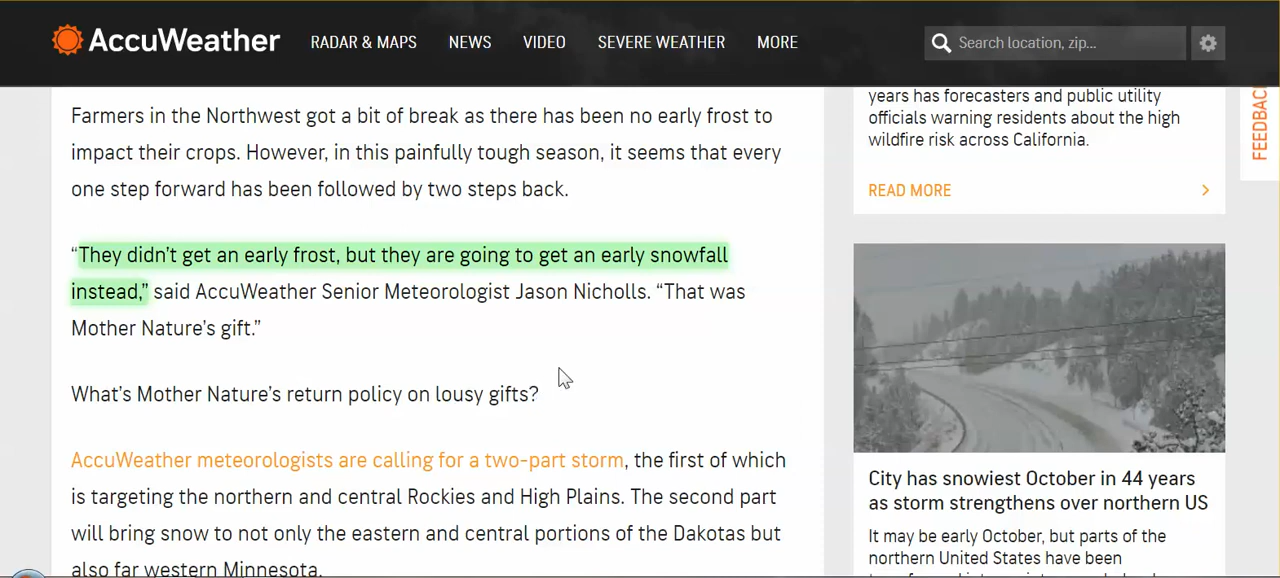 AccuWeather RADAR & MAPS NEWS VIDEO SEVERE WEATHER MORE Search location, zip...
Farmers in the Northwest got a bit of break as there has been no early frost to
impact their crops. However, in this painfully tough season, it seems that every
one step forward has been followed by two steps back.
“They didn’t get an early frost, but they are going to get an early snowfall
instead,” said AccuWeather Senior Meteorologist Jason Nicholls. “That was
Mother Nature’s gift.”
What’s Mother Nature’s return policy on lousy gifts?
AccuWeather meteorologists are calling for a two-part storm, the first of which
is targeting the northern and central Rockies and High Plains. The second part
will bring snow to not only the eastern and central portions of the Dakotas but
also far western Minnesota.
years has forecasters and public utility
officials warning residents about the high
wildfire risk across California.
READ MORE
City has snowiest October in 44 years
as storm strengthens over northern US
It may be early October, but parts of the
northern United States have been
FEEDBACK